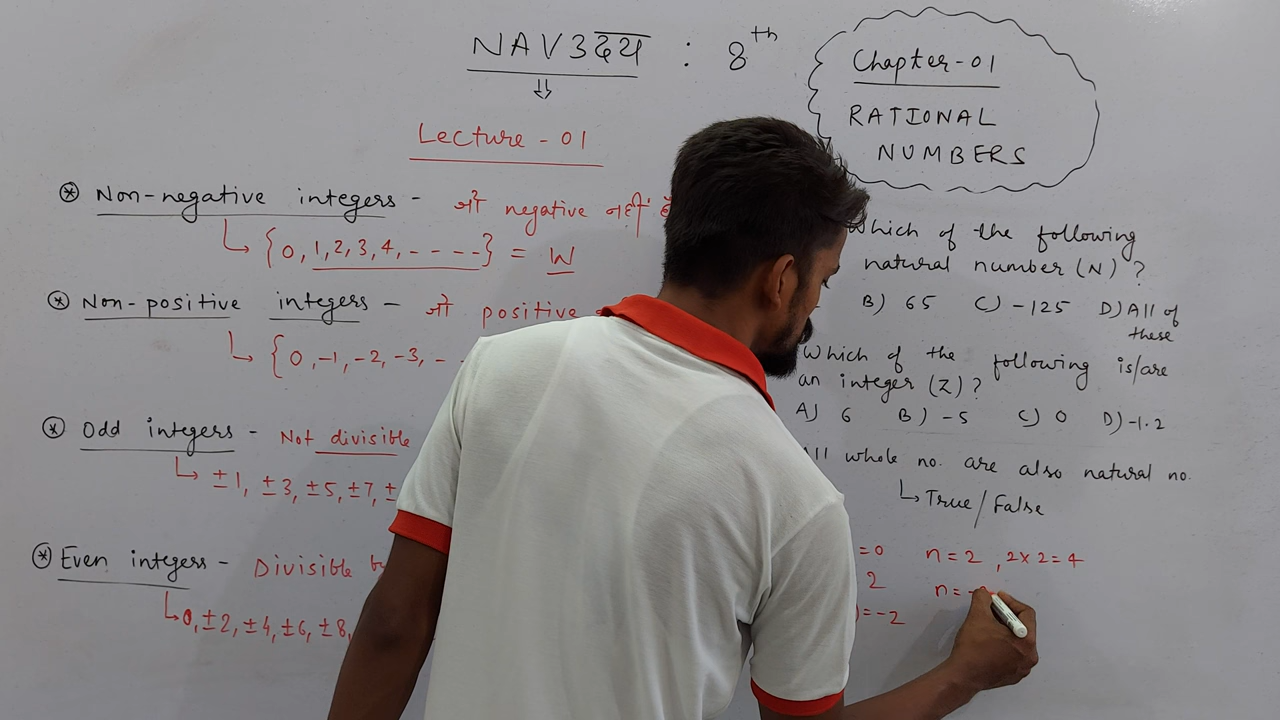 NAV3दय : 8th
Chapter-01
RATIONAL
NUMBERS
⇓
Lecture - 01
⊛ Non-negative integers - जो negative नहीं
↳ {0, 1, 2, 3, 4, - - - -} = W
⊛ Non-positive integers - जो positive
↳ {0, -1, -2, -3, -
⊛ Odd integers - Not divisible
↳ ±1, ±3, ±5, ±7, ±
⊛ Even integers - Divisible by
↳ 0, ±2, ±4, ±6, ±8,
Which of the following
natural number (N) ?
B) 65 C) -125 D) All of
these
Which of the following is/are
an integer (Z) ?
A) 6 B) -5 C) 0 D) -1.2
All whole no. are also natural no.
↳ True/False
=0 n=2 , 2×2=4
2 n=-
)=-2